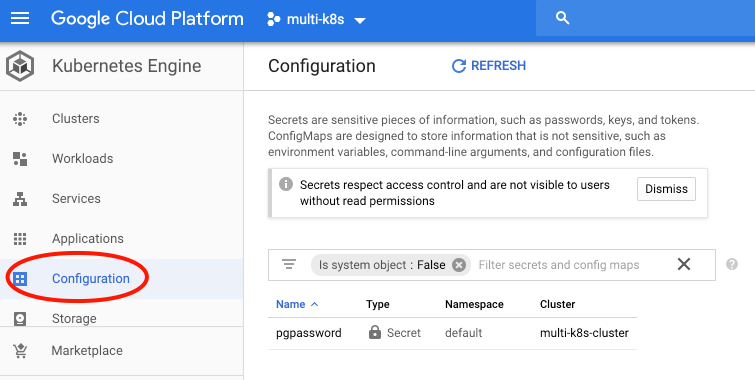 Google Cloud Platform
multi-k8s
Kubernetes Engine
Configuration
REFRESH
Clusters
Workloads
Services
Applications
Configuration
Storage
Marketplace
Secrets are sensitive pieces of information, such as passwords, keys, and tokens.
ConfigMaps are designed to store information that is not sensitive, such as
environment variables, command-line arguments, and configuration files.
Secrets respect access control and are not visible to users
without read permissions
Dismiss
Is system object : False
Filter secrets and config maps
Name Type Namespace Cluster
pgpassword Secret default multi-k8s-cluster